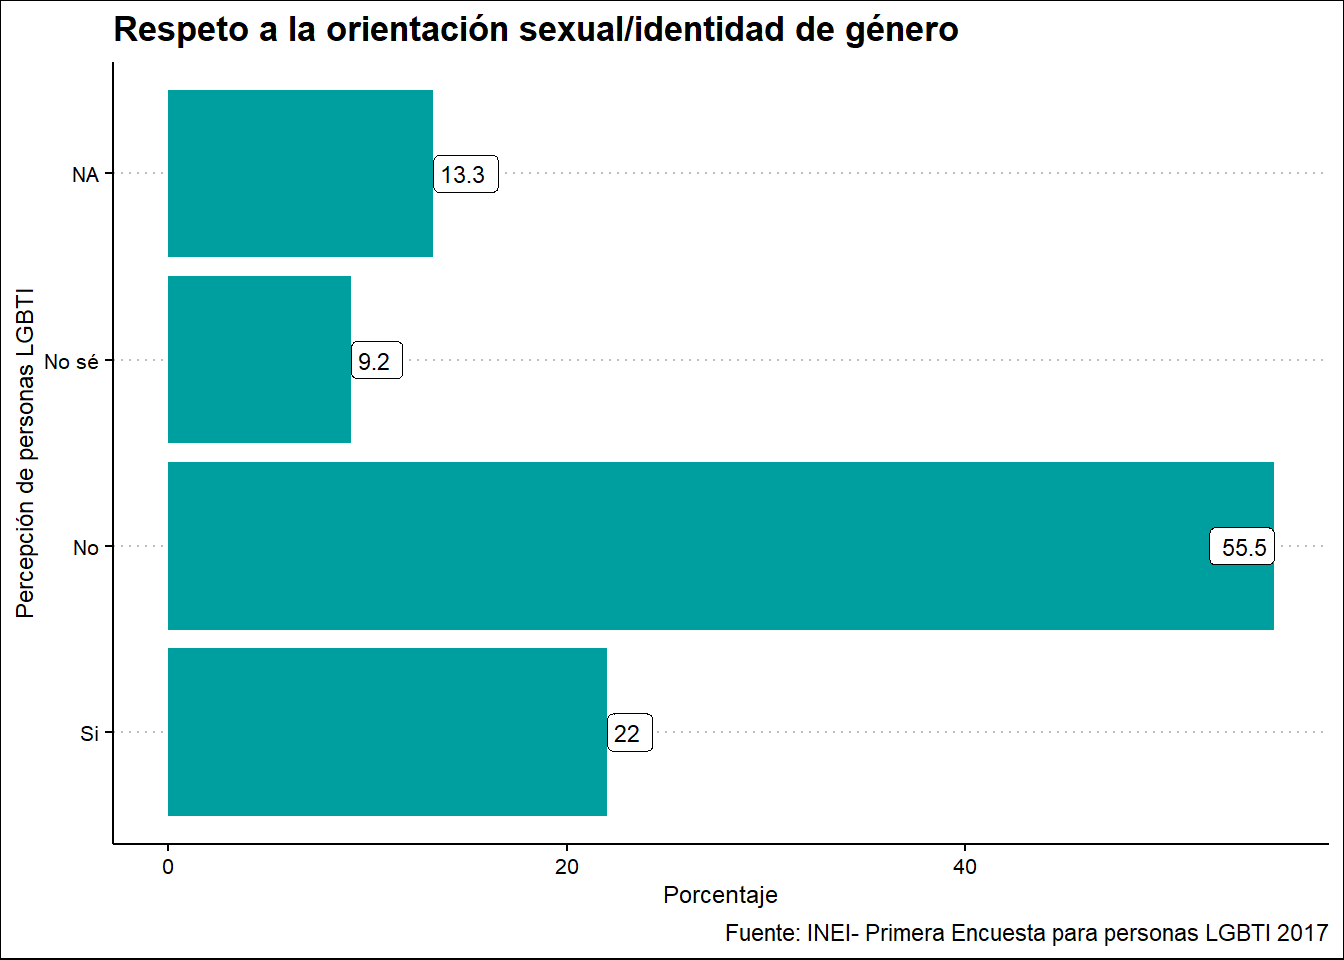 Respeto a la orientación sexual/identidad de género
Percepción de personas LGBTI
NA
13.3
No sé
9.2
No
55.5
Si
22
0
20
40
Porcentaje
Fuente: INEI- Primera Encuesta para personas LGBTI 2017